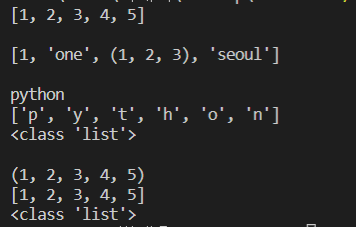 [1, 2, 3, 4, 5]
[1, 'one', (1, 2, 3), 'seoul']
python
['p', 'y', 't', 'h', 'o', 'n']
<class 'list'>
(1, 2, 3, 4, 5)
[1, 2, 3, 4, 5]
<class 'list'>